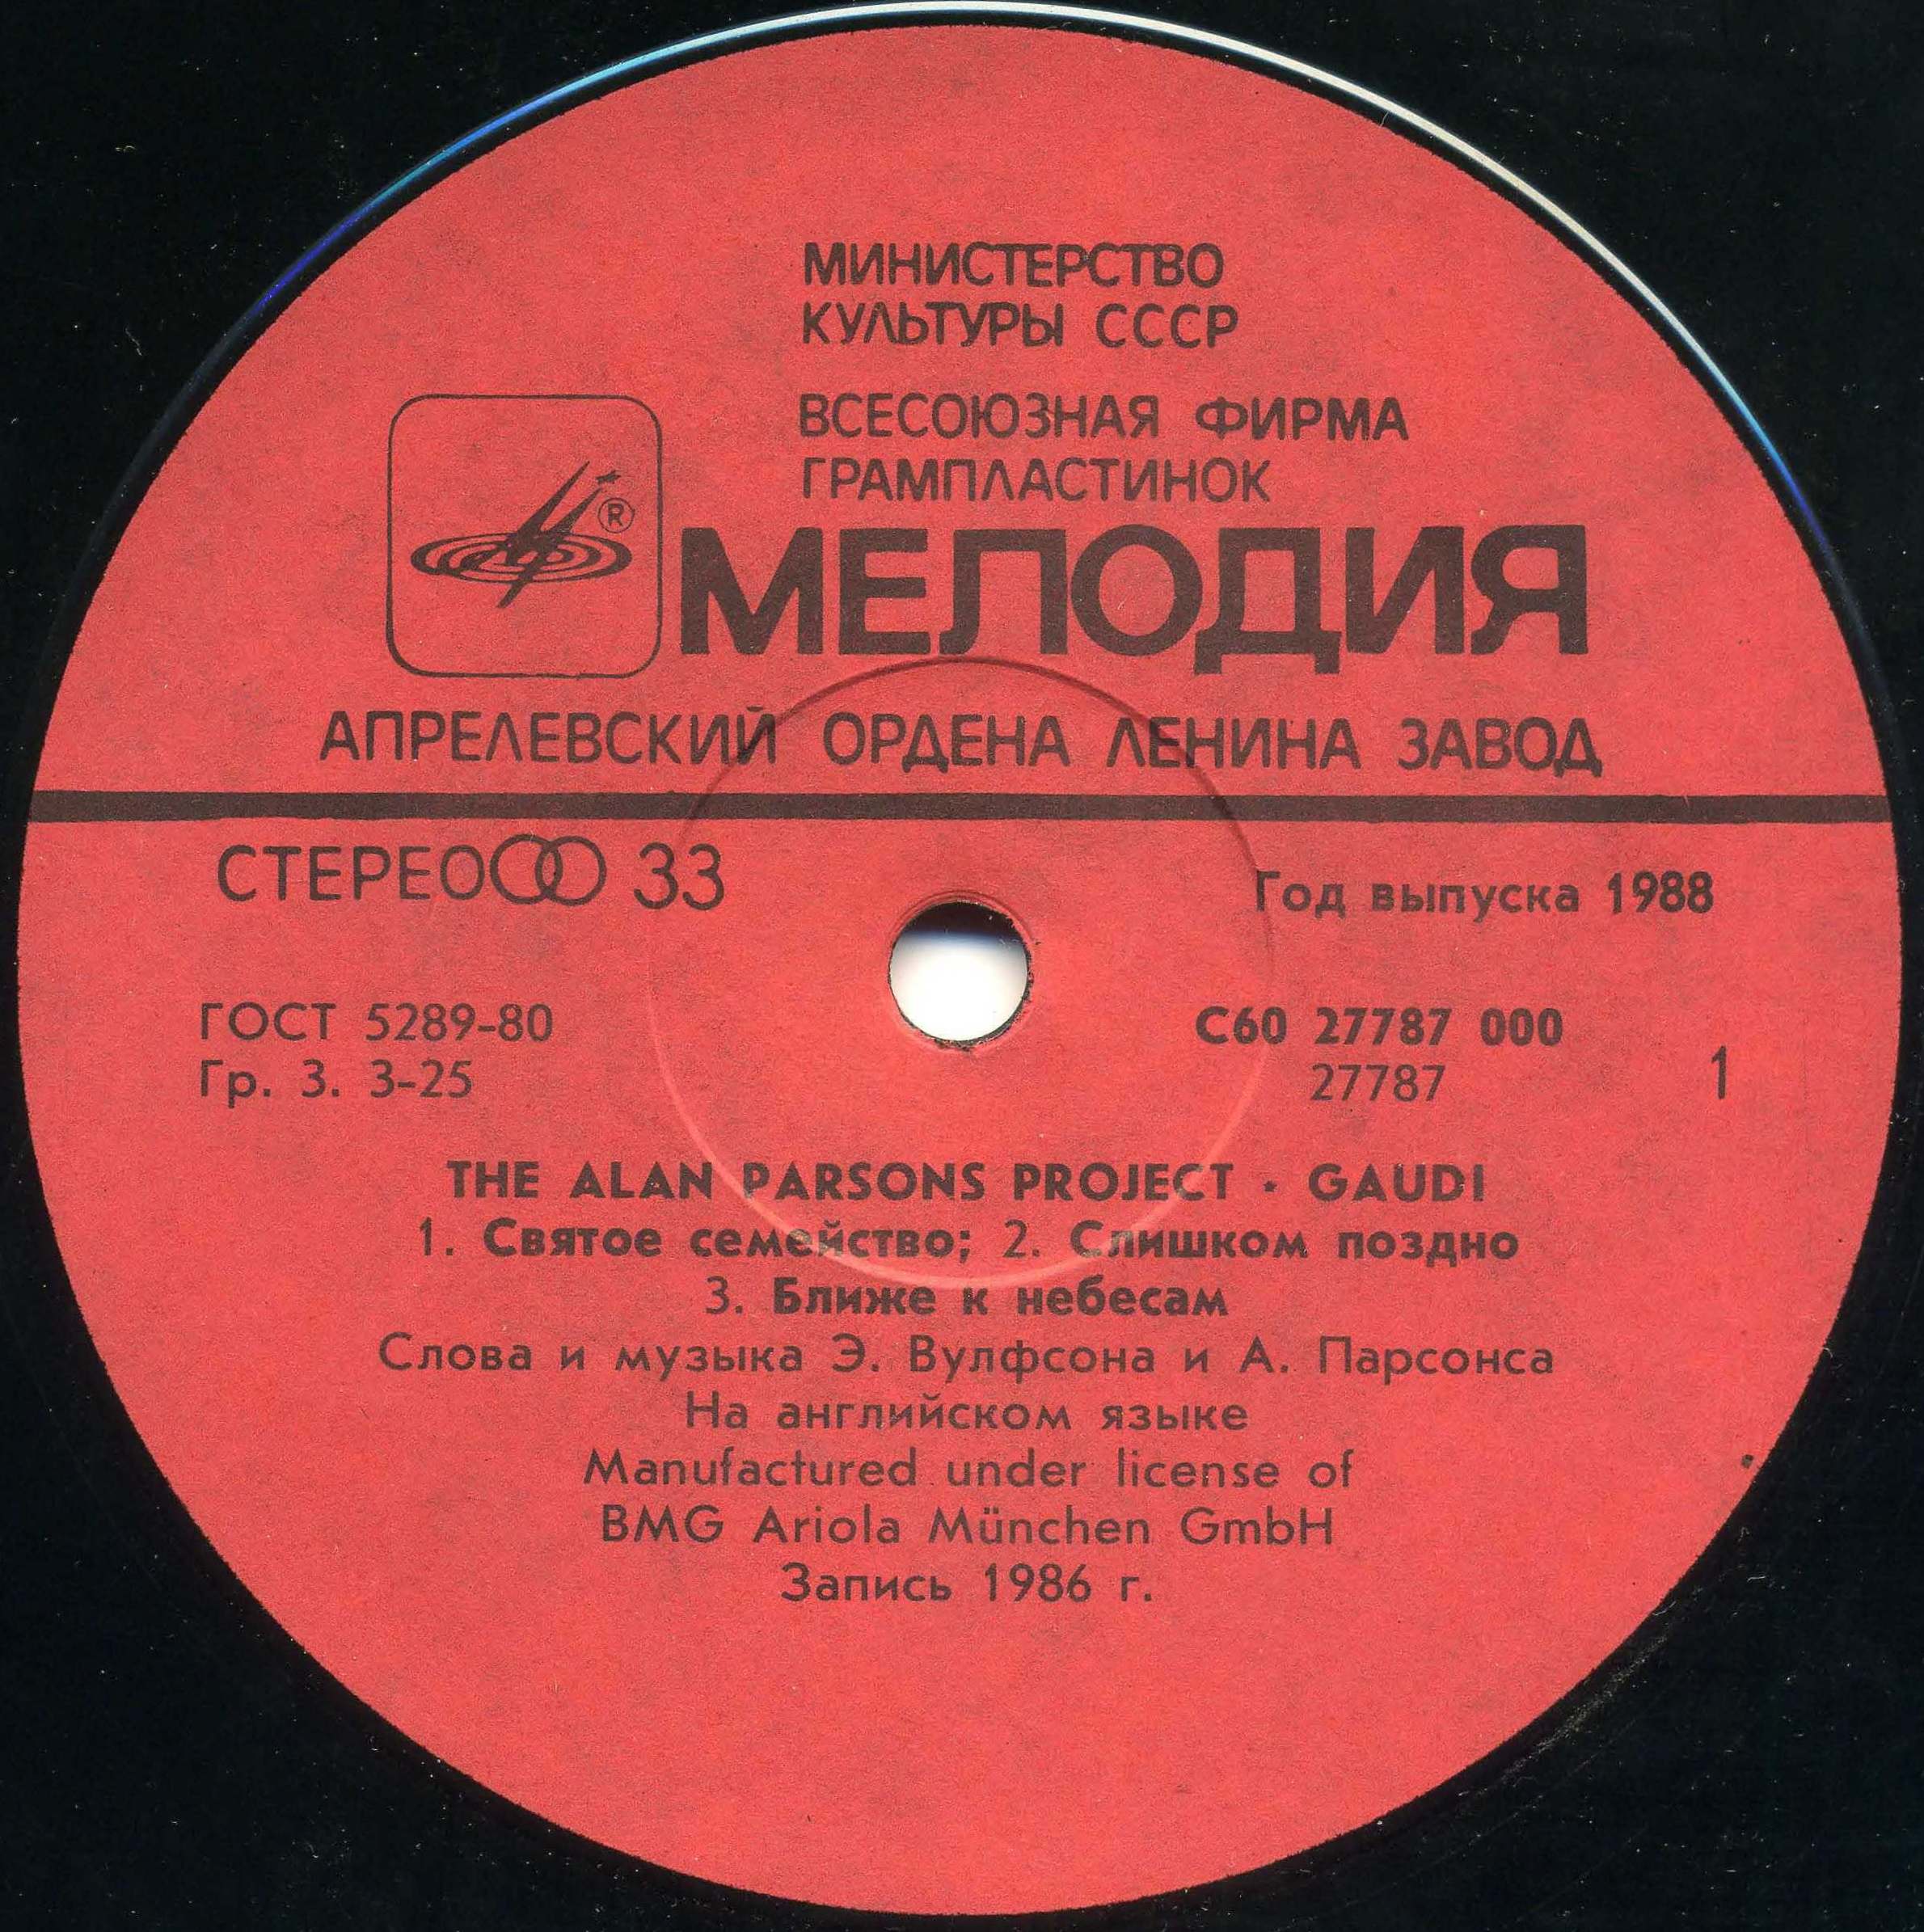 МИНИСТЕРСТВО
КУЛЬТУРЫ СССР
ВСЕСОЮЗНАЯ ФИРМА
ГРАМПЛАСТИНОК
®
МЕЛОДИЯ
АПРЕЛЕВСКИЙ ОРДЕНА ЛЕНИНА ЗАВОД
СТЕРЕО 33
Год выпуска 1988
ГОСТ 5289-80
Гр. 3. 3-25
С60 27787 000
27787
1
THE ALAN PARSONS PROJECT · GAUDI
1. Святое семейство; 2. Слишком поздно
3. Ближе к небесам
Слова и музыка Э. Вулфсона и А. Парсонса
На английском языке
Manufactured under license of
BMG Ariola München GmbH
Запись 1986 г.